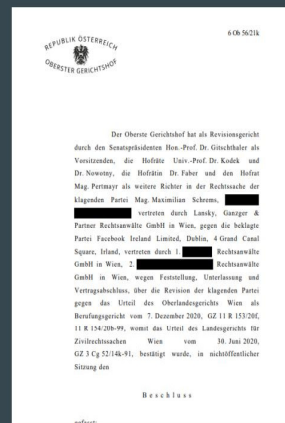 6 Ob 56/21k
REPUBLIK ÖSTERREICH
OBERSTER GERICHTSHOF
Der Oberste Gerichtshof hat als Revisionsgericht
durch den Senatspräsidenten Hon.-Prof. Dr. Gitschthaler als
Vorsitzenden, die Hofräte Univ.-Prof. Dr. Kodek und
Dr. Nowotny, die Hofrätin Dr. Faber und den Hofrat
Mag. Pertmayr als weitere Richter in der Rechtssache der
klagenden Partei Mag. Maximilian Schrems,
vertreten durch Lansky, Ganzger &
Partner Rechtsanwälte GmbH in Wien, gegen die beklagte
Partei Facebook Ireland Limited, Dublin, 4 Grand Canal
Square, Irland, vertreten durch 1. Rechtsanwälte
GmbH in Wien, 2. Rechtsanwälte
GmbH in Wien, wegen Feststellung, Unterlassung und
Vertragsabschluss, über die Revision der klagenden Partei
gegen das Urteil des Oberlandesgerichts Wien als
Berufungsgericht vom 7. Dezember 2020, GZ 11 R 153/20f,
11 R 154/20b-99, womit das Urteil des Landesgerichts für
Zivilrechtssachen Wien vom 30. Juni 2020,
GZ 3 Cg 52/14k-91, bestätigt wurde, in nichtöffentlicher
Sitzung den
Beschluss
gefasst: